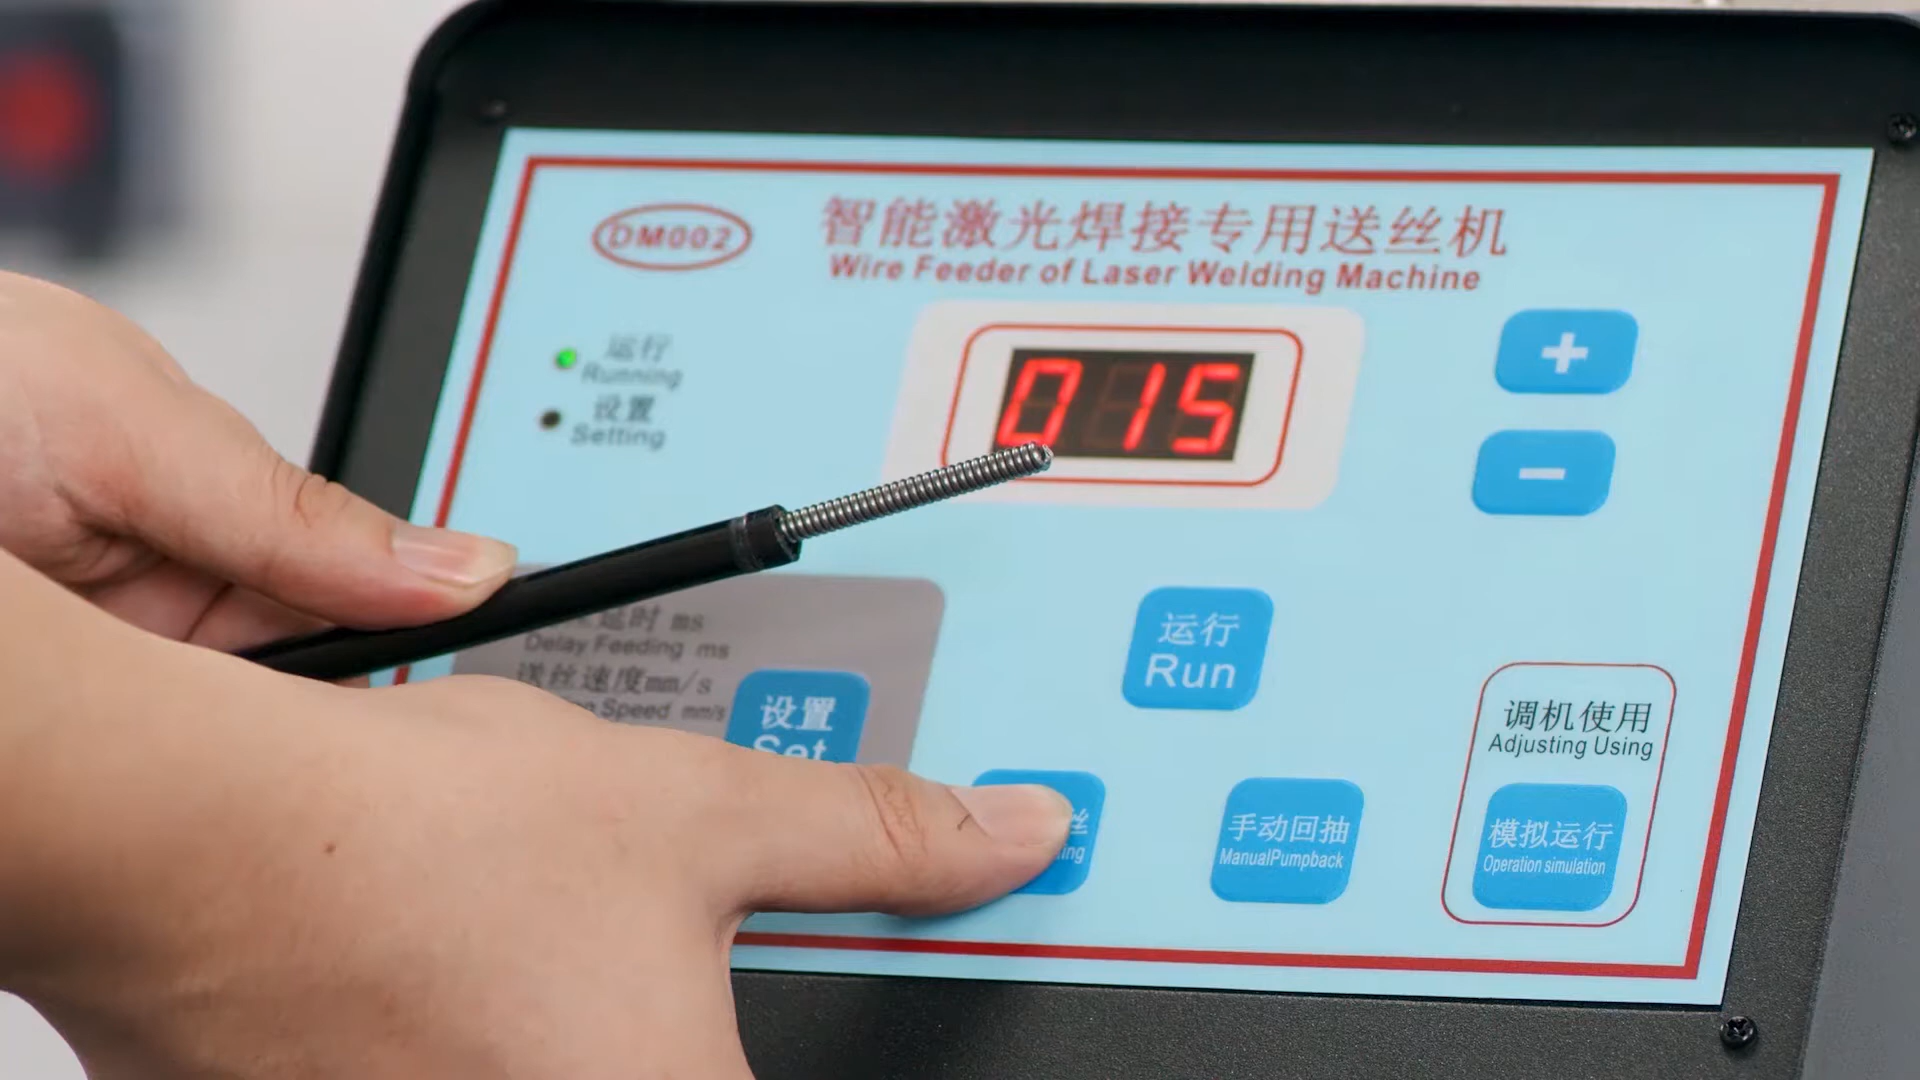 DM002
智能激光焊接专用送丝机
Wire Feeder of Laser Welding Machine
运行
Running
设置
Setting
015
+
-
延时 ms
Delay Feeding ms
送丝速度mm/s
Speed mm/s
设置
Set
运行
Run
丝
手动回抽
ManualPumpback
调机使用
Adjusting Using
模拟运行
Operation simulation